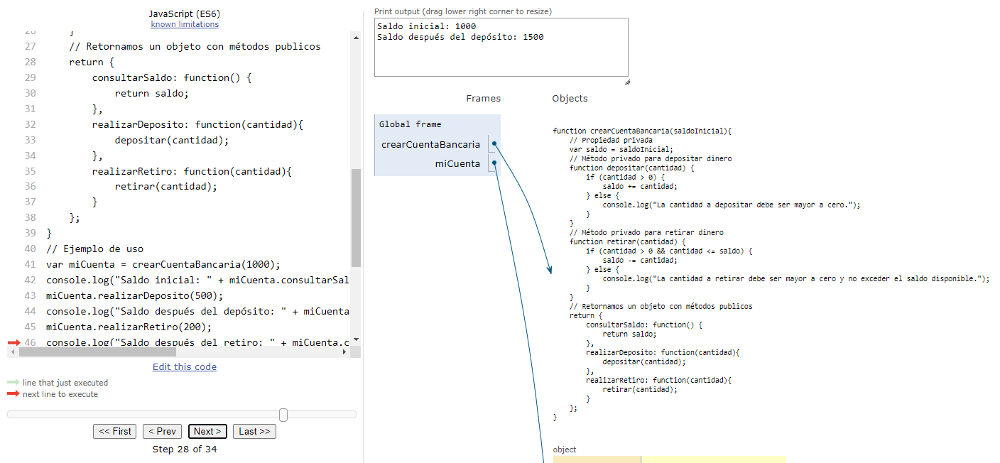 JavaScript (ES6)
known limitations
26 }
27 // Retornamos un objeto con métodos publicos
28 return {
29 consultarSaldo: function() {
30 return saldo;
31 },
32 realizarDeposito: function(cantidad){
33 depositar(cantidad);
34 },
35 realizarRetiro: function(cantidad){
36 retirar(cantidad);
37 }
38 };
39 }
40 // Ejemplo de uso
41 var miCuenta = crearCuentaBancaria(1000);
42 console.log("Saldo inicial: " + miCuenta.consultarSal
43 miCuenta.realizarDeposito(500);
44 console.log("Saldo después del depósito: " + miCuenta
45 miCuenta.realizarRetiro(200);
46 console.log("Saldo después del retiro: " + miCuenta.c
Edit this code
line that just executed
next line to execute
<< First < Prev Next > Last >>
Step 28 of 34
Print output (drag lower right corner to resize)
Saldo inicial: 1000
Saldo después del depósito: 1500
Frames Objects
Global frame
crearCuentaBancaria
miCuenta
function crearCuentaBancaria(saldoInicial){
// Propiedad privada
var saldo = saldoInicial;
// Método privado para depositar dinero
function depositar(cantidad) {
if (cantidad > 0) {
saldo += cantidad;
} else {
console.log("La cantidad a depositar debe ser mayor a cero.");
}
}
// Método privado para retirar dinero
function retirar(cantidad) {
if (cantidad > 0 && cantidad <= saldo) {
saldo -= cantidad;
} else {
console.log("La cantidad a retirar debe ser mayor a cero y no exceder el saldo disponible.");
}
}
// Retornamos un objeto con métodos publicos
return {
consultarSaldo: function() {
return saldo;
},
realizarDeposito: function(cantidad){
depositar(cantidad);
},
realizarRetiro: function(cantidad){
retirar(cantidad);
}
};
}
object